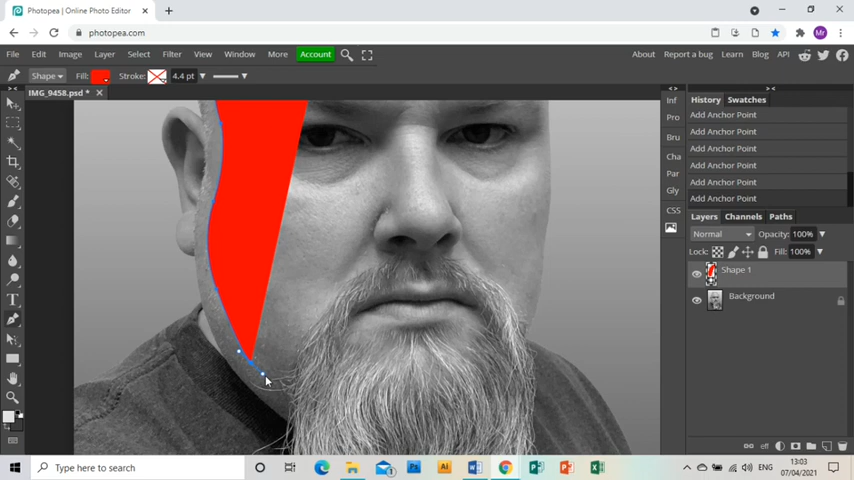 Photopea | Online Photo Editor
photopea.com
Mr
File Edit Image Layer Select Filter View Window More Account
About Report a bug Learn Blog API
Shape Fill: Stroke: 4.4 pt
IMG_9458.psd *
Inf
Pro
Bru
Cha
Par
Gly
CSS
History Swatches
Add Anchor Point
Add Anchor Point
Add Anchor Point
Add Anchor Point
Add Anchor Point
Add Anchor Point
Layers Channels Paths
Normal Opacity: 100%
Lock: Fill: 100%
Shape 1
Background
eff
Type here to search
ENG
13:03
07/04/2021